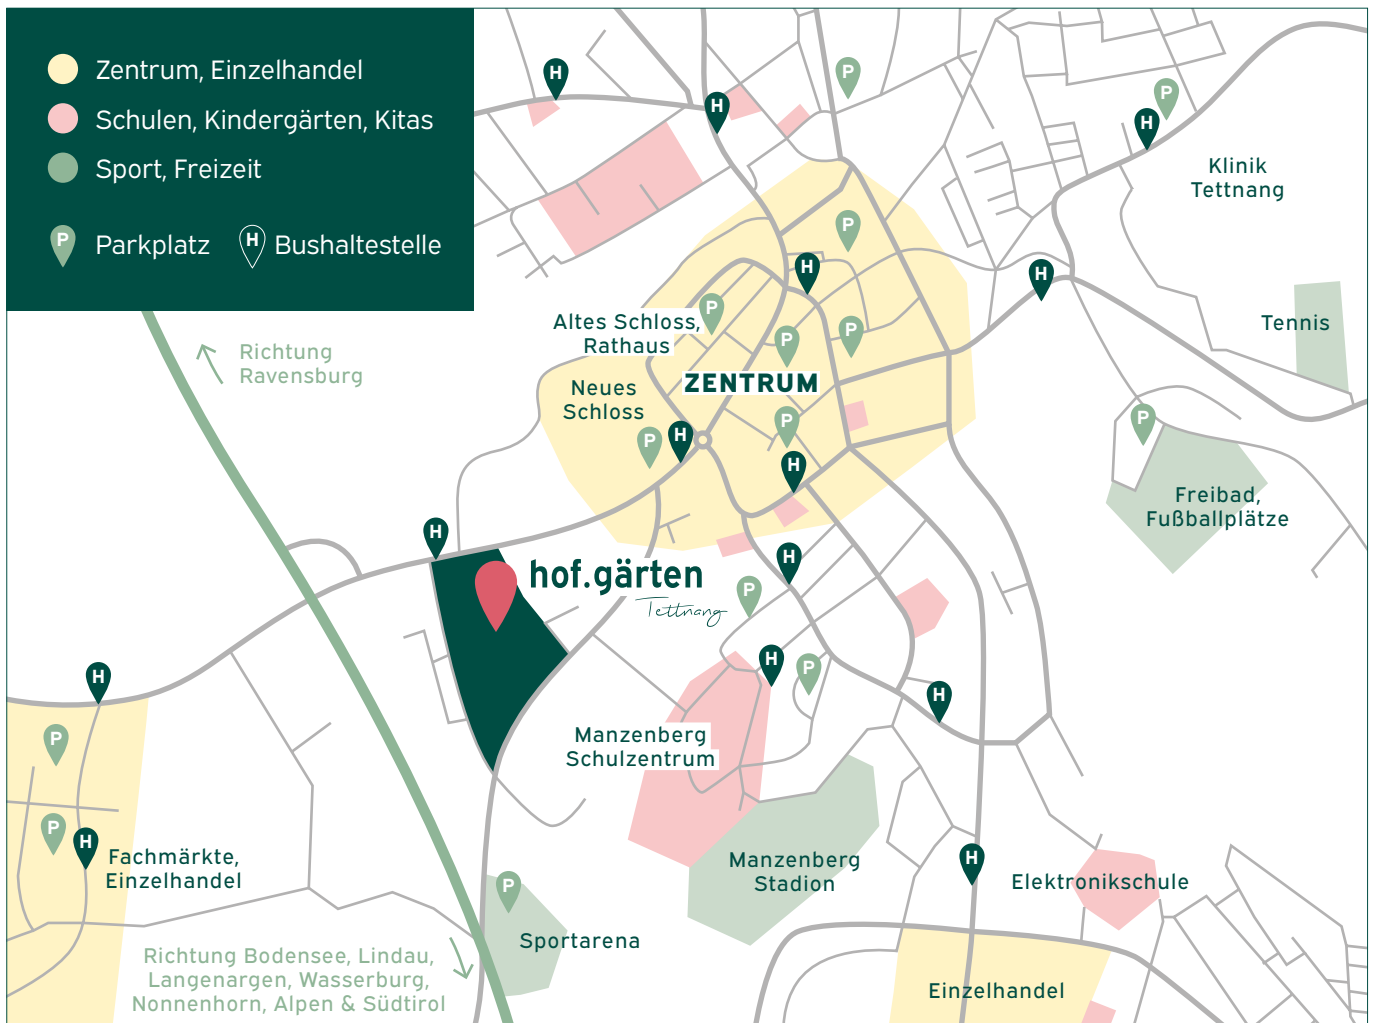 Zentrum, Einzelhandel
Schulen, Kindergärten, Kitas
Sport, Freizeit
P Parkplatz H Bushaltestelle
H
H
P
P
H
Klinik
Tettnang
P
H
H
P
Altes Schloss,
Rathaus
P
P
Tennis
Richtung
Ravensburg
ZENTRUM
Neues
Schloss
P
P
H
P
H
Freibad,
Fußballplätze
H
hof.gärten
Tettnang
H
P
H
P
H
H
Manzenberg
Schulzentrum
P
P
H
Fachmärkte,
Einzelhandel
Manzenberg
Stadion
H
Elektronikschule
P
Sportarena
Richtung Bodensee, Lindau,
Langenargen, Wasserburg,
Nonnenhorn, Alpen & Südtirol
Einzelhandel